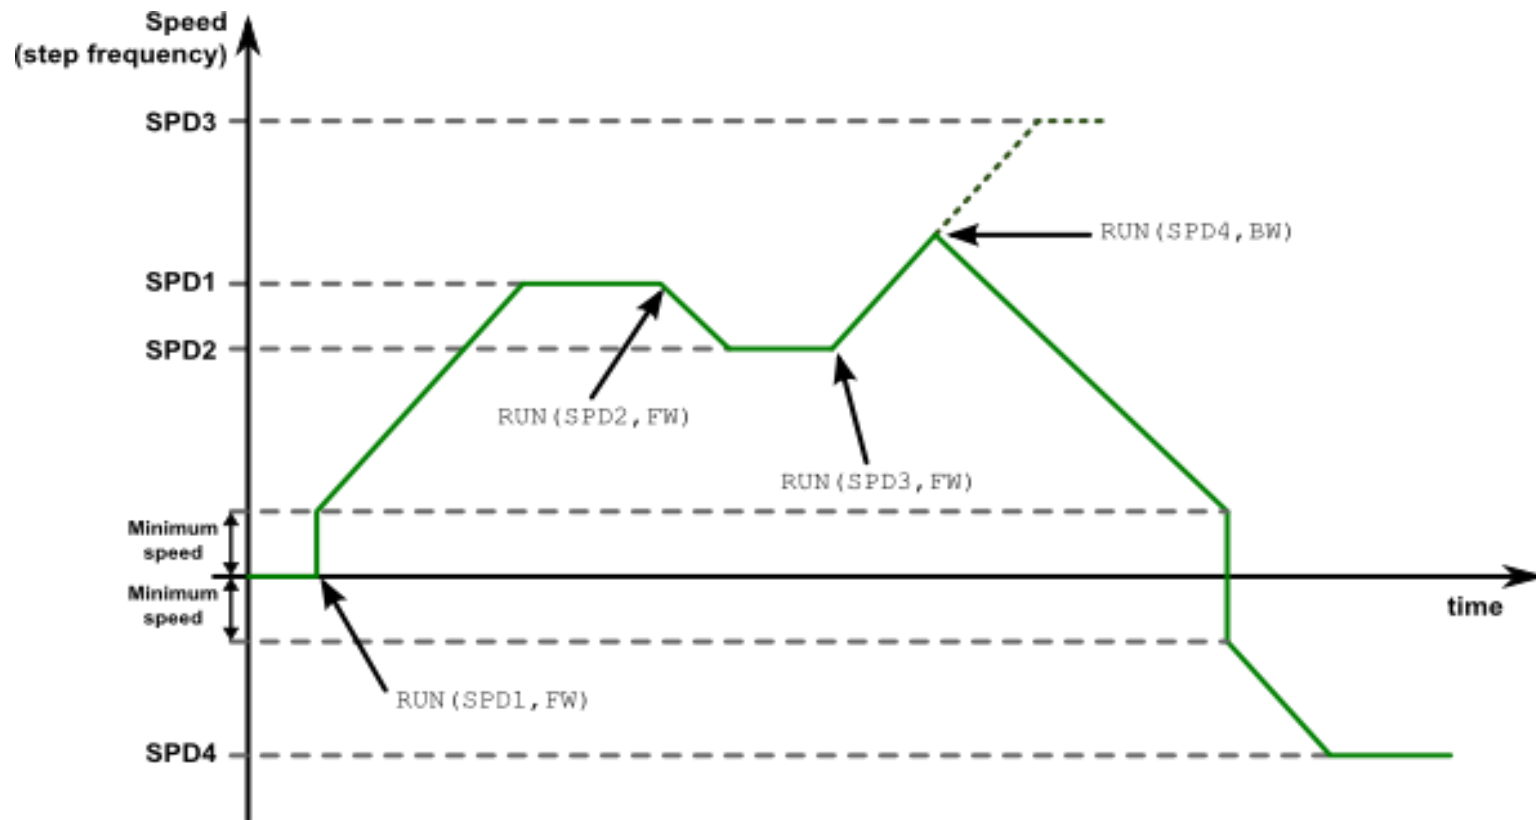 Speed
(step frequency)
SPD3
RUN(SPD4,BW)
SPD1
SPD2
RUN(SPD2,FW)
RUN(SPD3,FW)
Minimum
speed
Minimum
speed
time
RUN(SPD1,FW)
SPD4